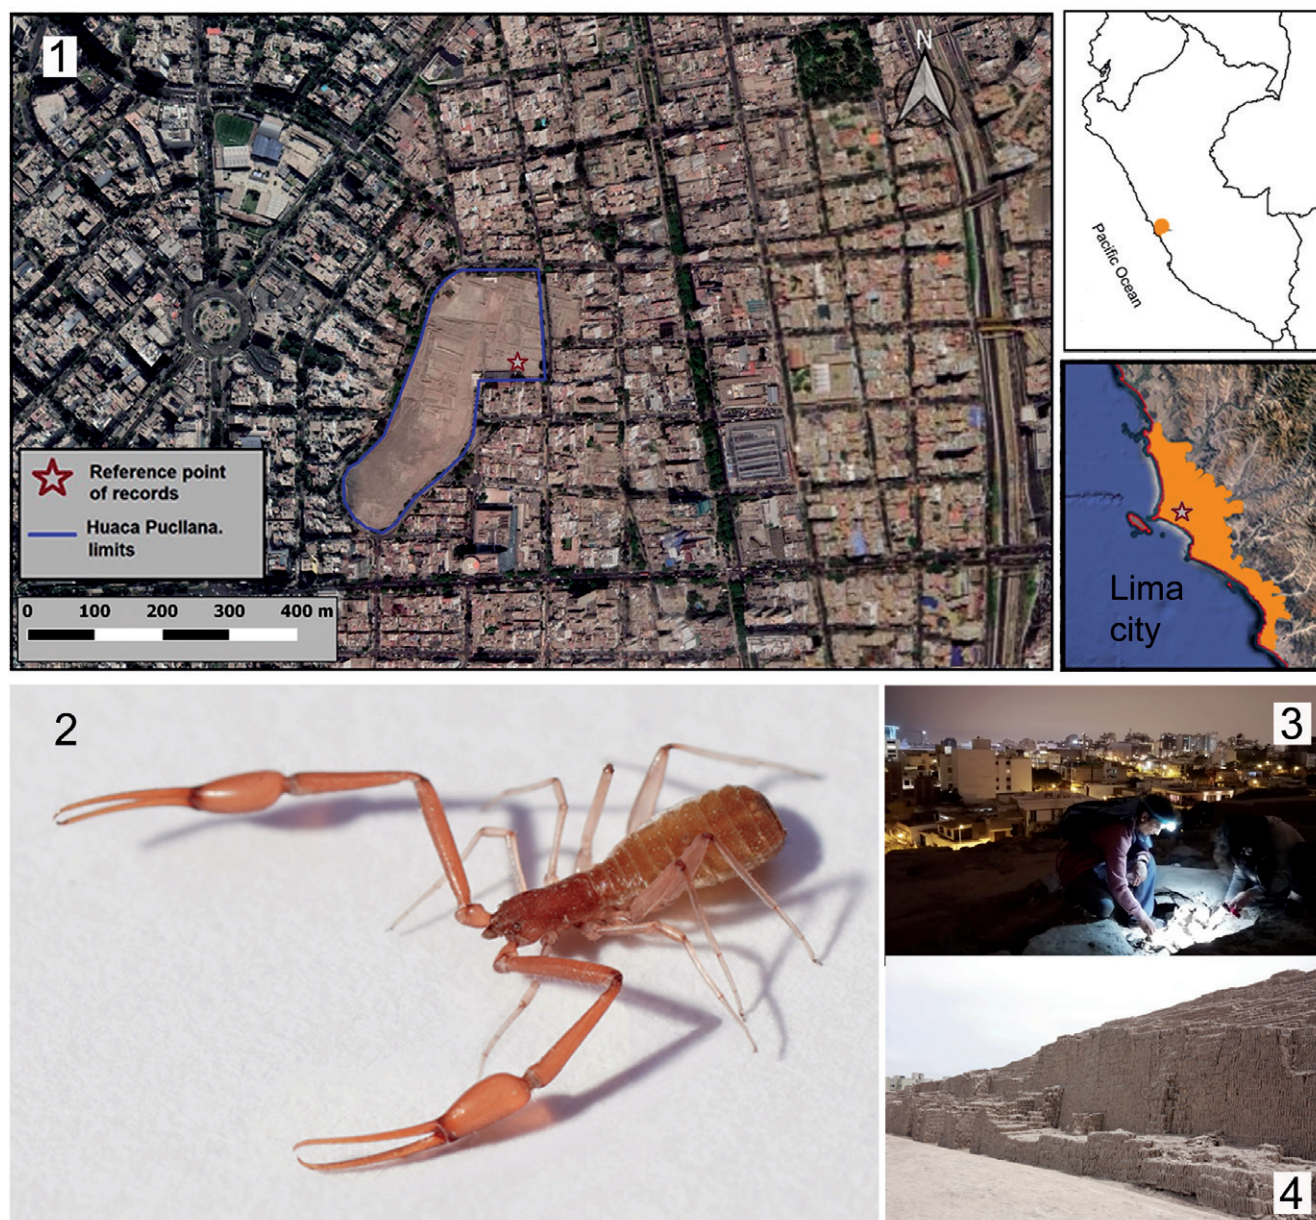 1
N
Reference point
of records
Huaca Pucllana.
limits
0 100 200 300 400 m
Pacific Ocean
Lima
city
2
3
4